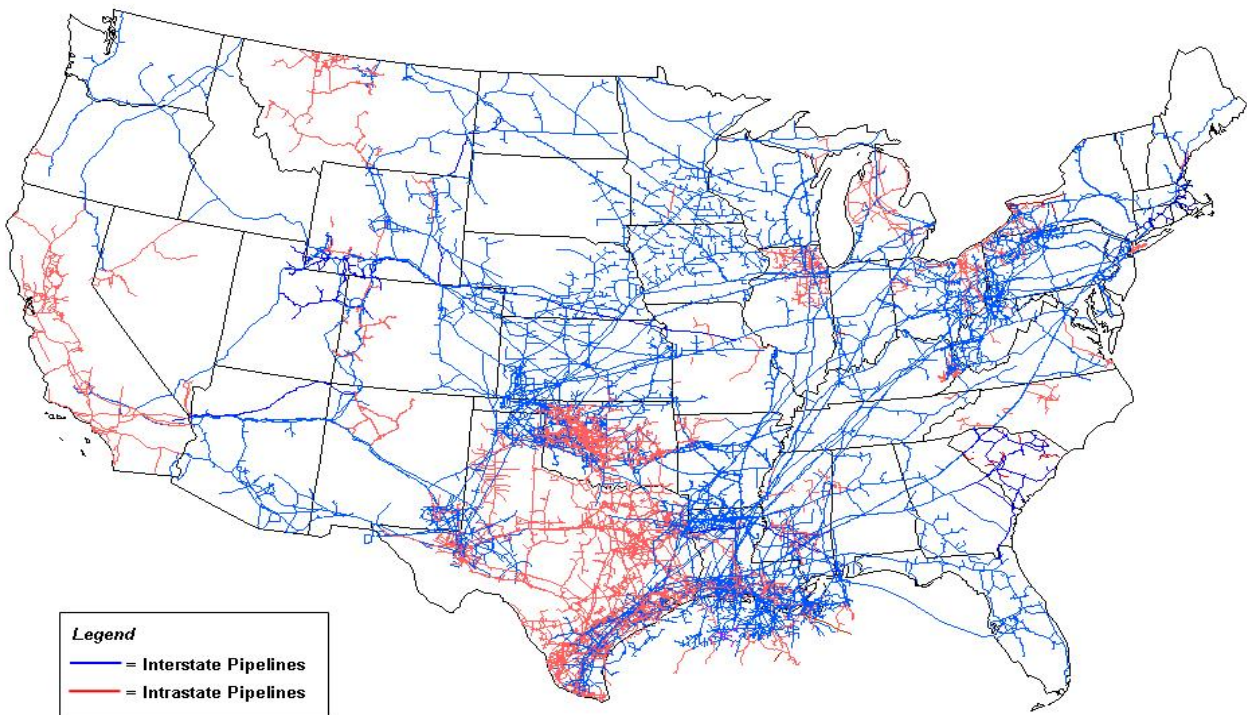 Legend
= Interstate Pipelines
= Intrastate Pipelines